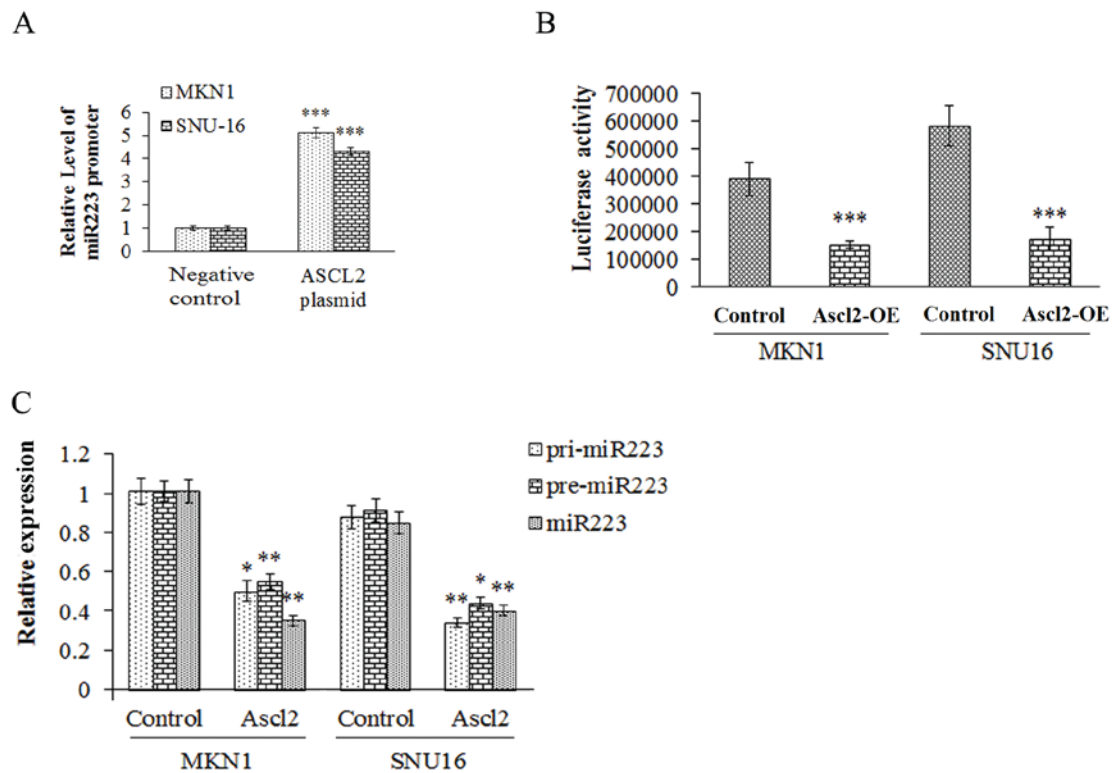 A
MKN1
SNU-16
Relative Level of
miR223 promoter
6
5
4
3
2
1
0
***
***
Negative
control
ASCL2
plasmid
B
Luciferase activity
700000
600000
500000
400000
300000
200000
100000
0
***
***
Control
Ascl2-OE
Control
Ascl2-OE
MKN1
SNU16
C
Relative expression
1.2
1
0.8
0.6
0.4
0.2
0
* ** **
** * **
pri-miR223
pre-miR223
miR223
Control
Ascl2
Control
Ascl2
MKN1
SNU16